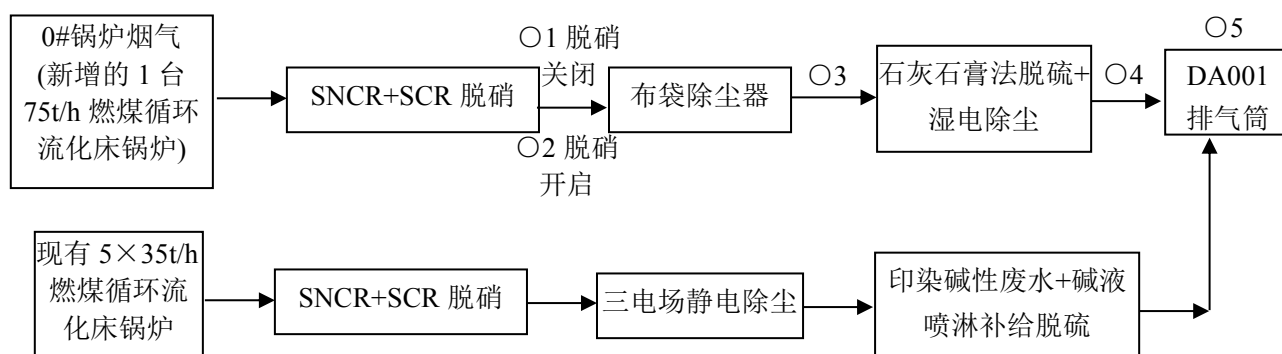 0#锅炉烟气
(新增的 1 台
75t/h 燃煤循环
流化床锅炉)
SNCR+SCR 脱硝
○1 脱硝
关闭
○2 脱硝
开启
布袋除尘器
○3
石灰石膏法脱硫+
湿电除尘
○4
○5
DA001
排气筒
现有 5×35t/h
燃煤循环流
化床锅炉
SNCR+SCR 脱硝
三电场静电除尘
印染碱性废水+碱液
喷淋补给脱硫